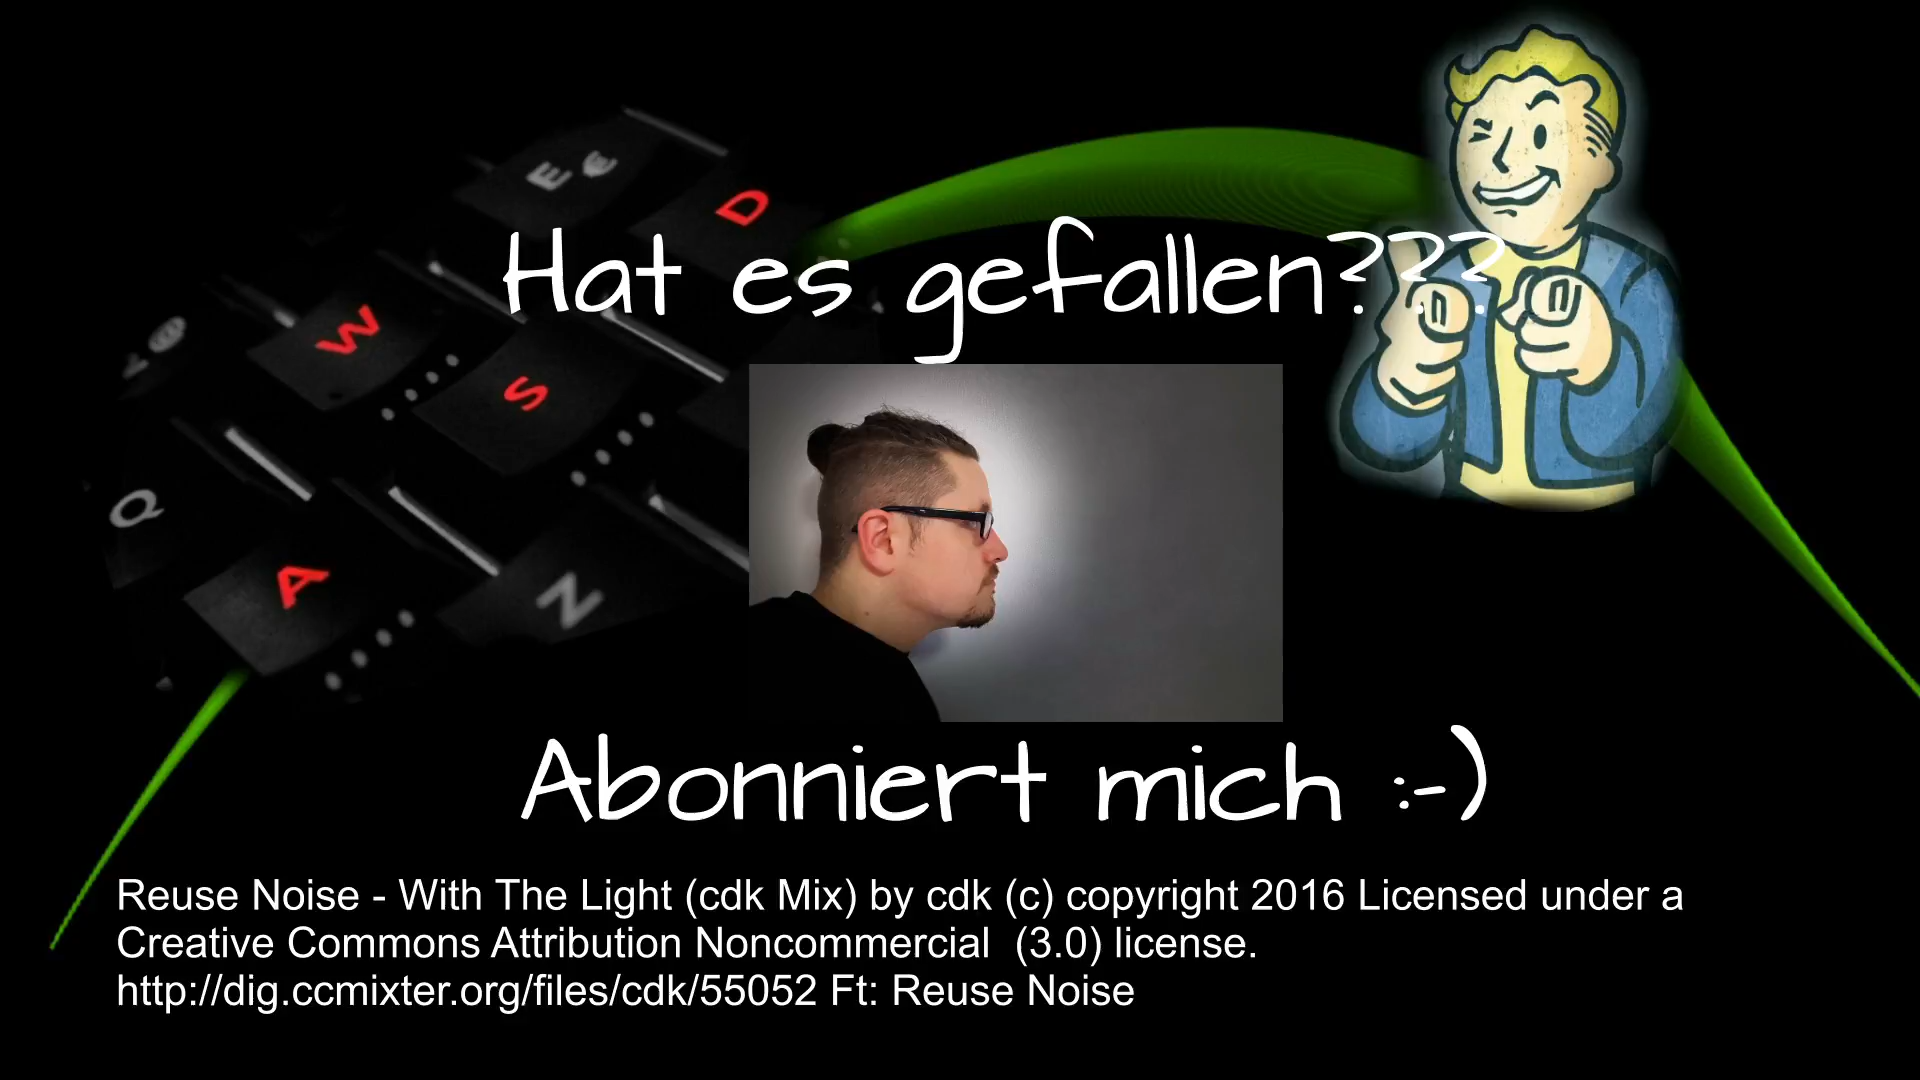 E €
D
Hat es gefallen???
W
S
Q
A
Z
Abonniert mich :-)
Reuse Noise - With The Light (cdk Mix) by cdk (c) copyright 2016 Licensed under a
Creative Commons Attribution Noncommercial  (3.0) license.
http://dig.ccmixter.org/files/cdk/55052 Ft: Reuse Noise